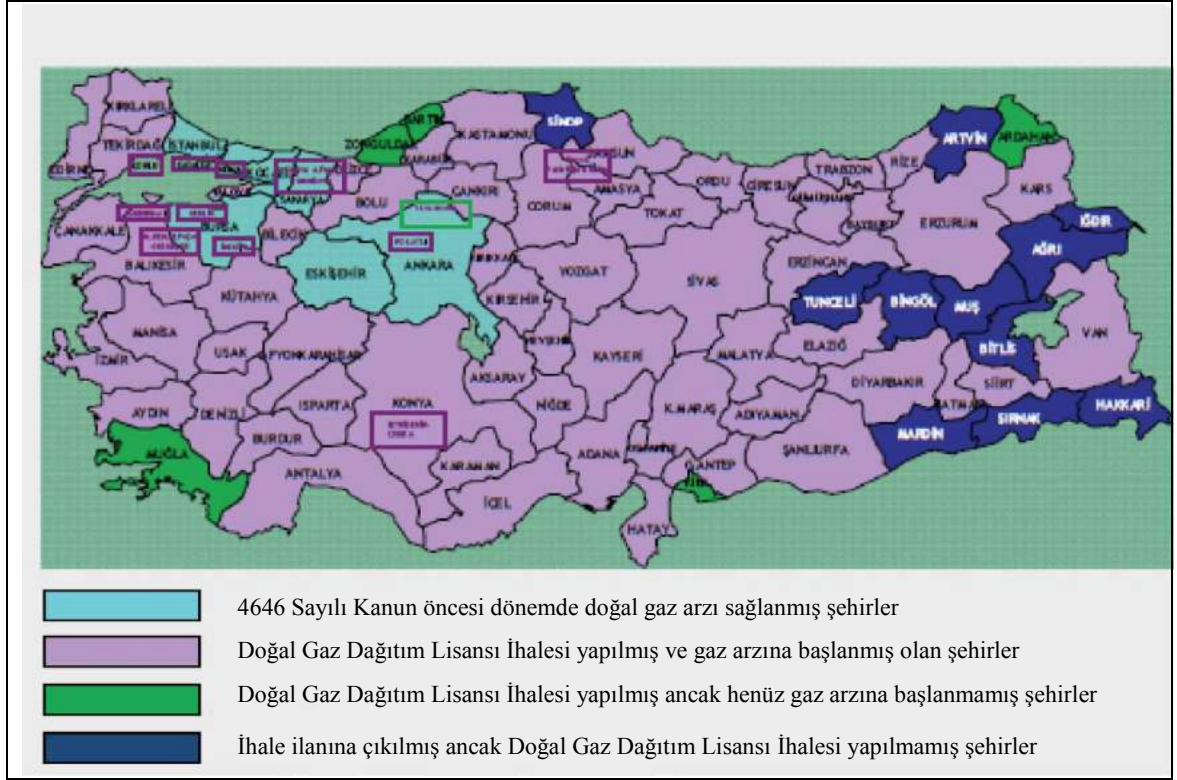 KIRKLARELİ
TEKİRDAĞ
İSTANBUL
EDİRNE
ZONGULDAK
BARTIN
KARABÜK
KASTAMONU
SİNOP
SAMSUN
ARTVİN
ARDAHAN
ÇANAKKALE
BURSA
BİLECİK
SAKARYA
BOLU
ÇANKIRI
ÇORUM
AMASYA
TOKAT
ORDU
GİRESUN
TRABZON
RİZE
BAYBURT
ERZURUM
KARS
IĞDIR
AĞRI
BALIKESİR
KÜTAHYA
ESKİŞEHİR
ANKARA
POLATLI
KIRŞEHİR
YOZGAT
SİVAS
ERZİNCAN
TUNCELİ
BİNGÖL
MUŞ
BİTLİS
VAN
MANİSA
İZMİR
UŞAK
AFYONKARAHİSAR
AKSARAY
NEVŞEHİR
KAYSERİ
MALATYA
ELAZIĞ
DİYARBAKIR
BATMAN
SİİRT
ŞIRNAK
HAKKARİ
AYDIN
DENİZLİ
ISPARTA
KONYA
NİĞDE
K.MARAŞ
ADIYAMAN
MARDİN
ŞANLIURFA
MUĞLA
BURDUR
ANTALYA
KARAMAN
İÇEL
ADANA
G.ANTEP
HATAY
4646 Sayılı Kanun öncesi dönemde doğal gaz arzı sağlanmış şehirler
Doğal Gaz Dağıtım Lisansı İhalesi yapılmış ve gaz arzına başlanmış olan şehirler
Doğal Gaz Dağıtım Lisansı İhalesi yapılmış ancak henüz gaz arzına başlanmamış şehirler
İhale ilanına çıkılmış ancak Doğal Gaz Dağıtım Lisansı İhalesi yapılmamış şehirler